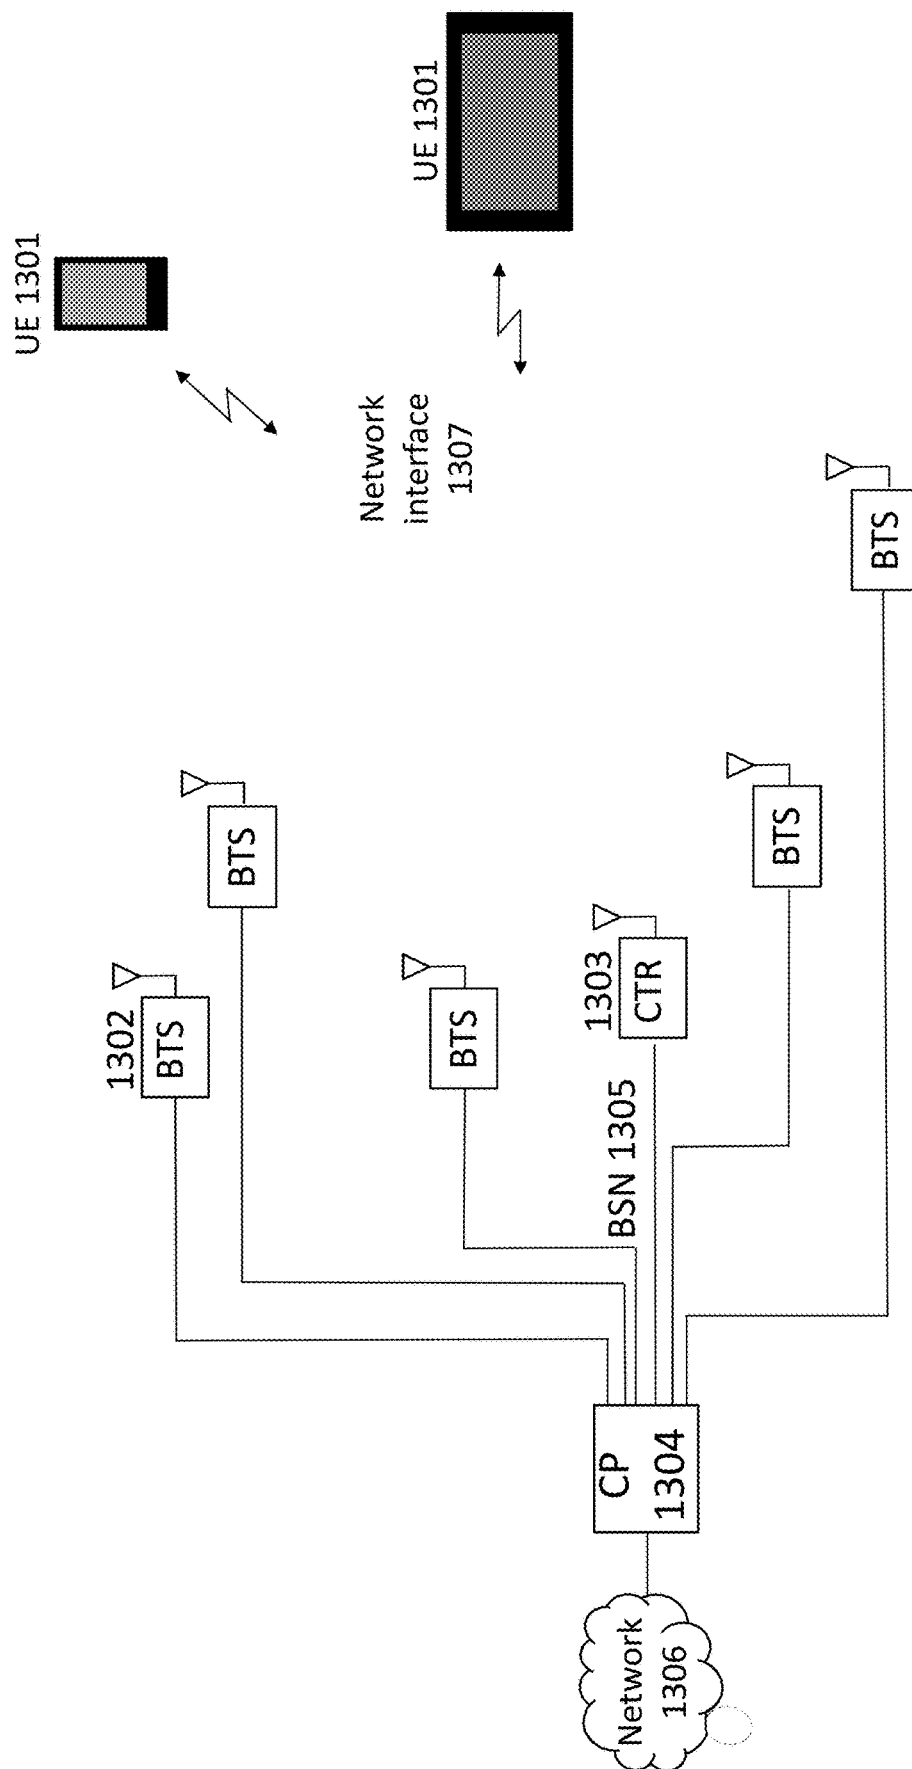 UE 1301
UE 1301
Network
interface
1307
1302
BTS
BTS
BTS
1303
CTR
BTS
BTS
BSN 1305
CP
1304
Network
1306